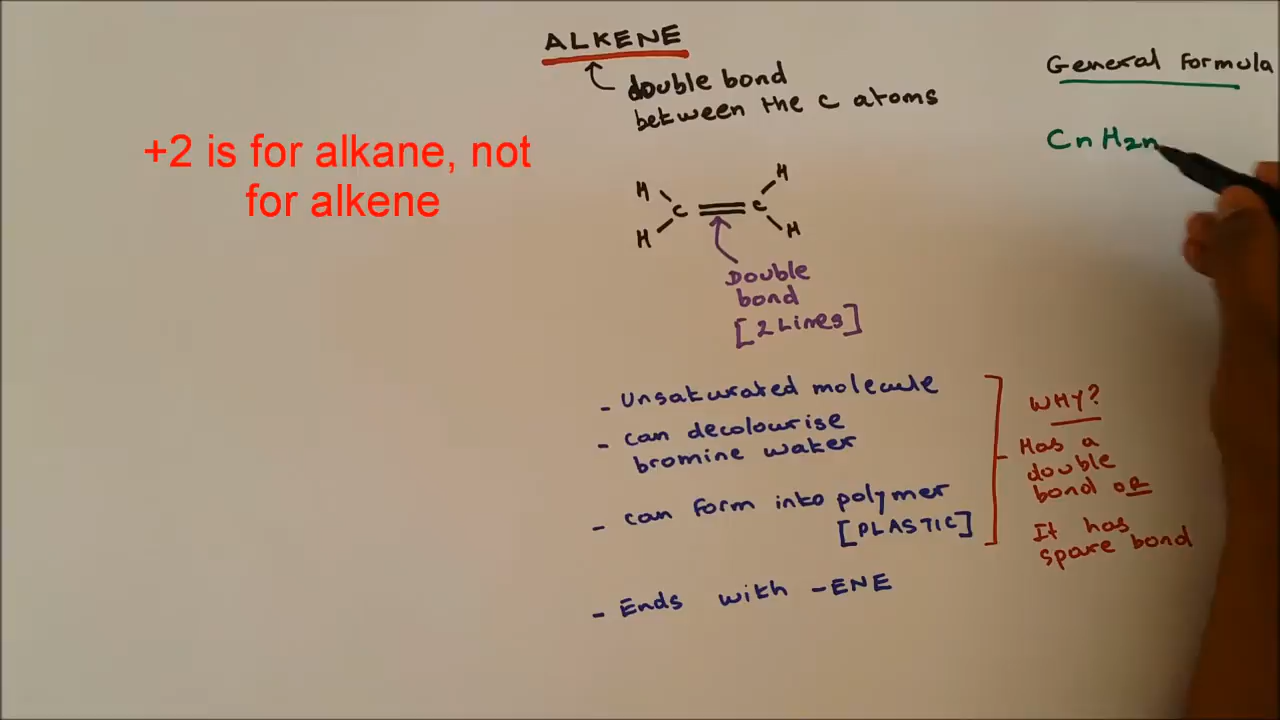 ALKENE
double bond
between the c atoms
General Formula
CnH2n
+2 is for alkane, not
for alkene
H H
C C
H H
Double
bond
[2 Lines]
- Unsaturated molecule
- can decolourise
bromine water
- can form into polymer
[PLASTIC]
- Ends with -ENE
WHY?
Has a
double
bond OR
It has
spare bond